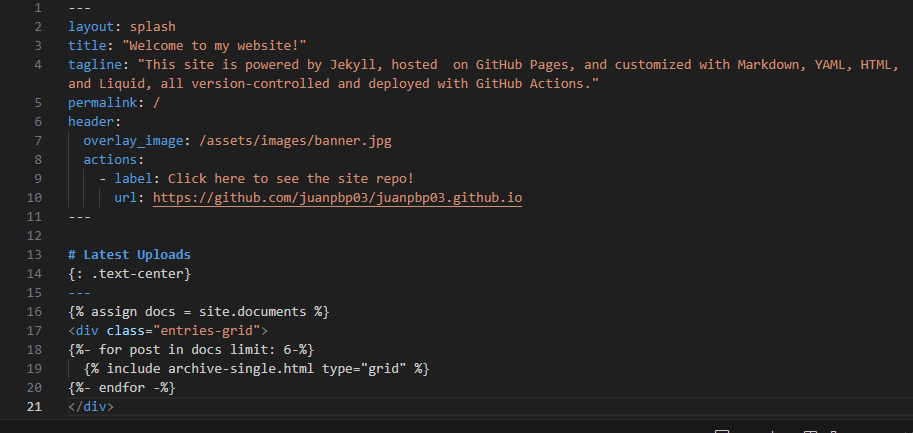 1 ---
2 layout: splash
3 title: "Welcome to my website!"
4 tagline: "This site is powered by Jekyll, hosted  on GitHub Pages, and customized with Markdown, YAML, HTML,
and Liquid, all version-controlled and deployed with GitHub Actions."
5 permalink: /
6 header:
7   overlay_image: /assets/images/banner.jpg
8   actions:
9     - label: Click here to see the site repo!
10       url: https://github.com/juanpbp03/juanpbp03.github.io
11 ---
12
13 # Latest Uploads
14 {: .text-center}
15 ---
16 {% assign docs = site.documents %}
17 <div class="entries-grid">
18 {%- for post in docs limit: 6-%}
19   {% include archive-single.html type="grid" %}
20 {%- endfor -%}
21 </div>